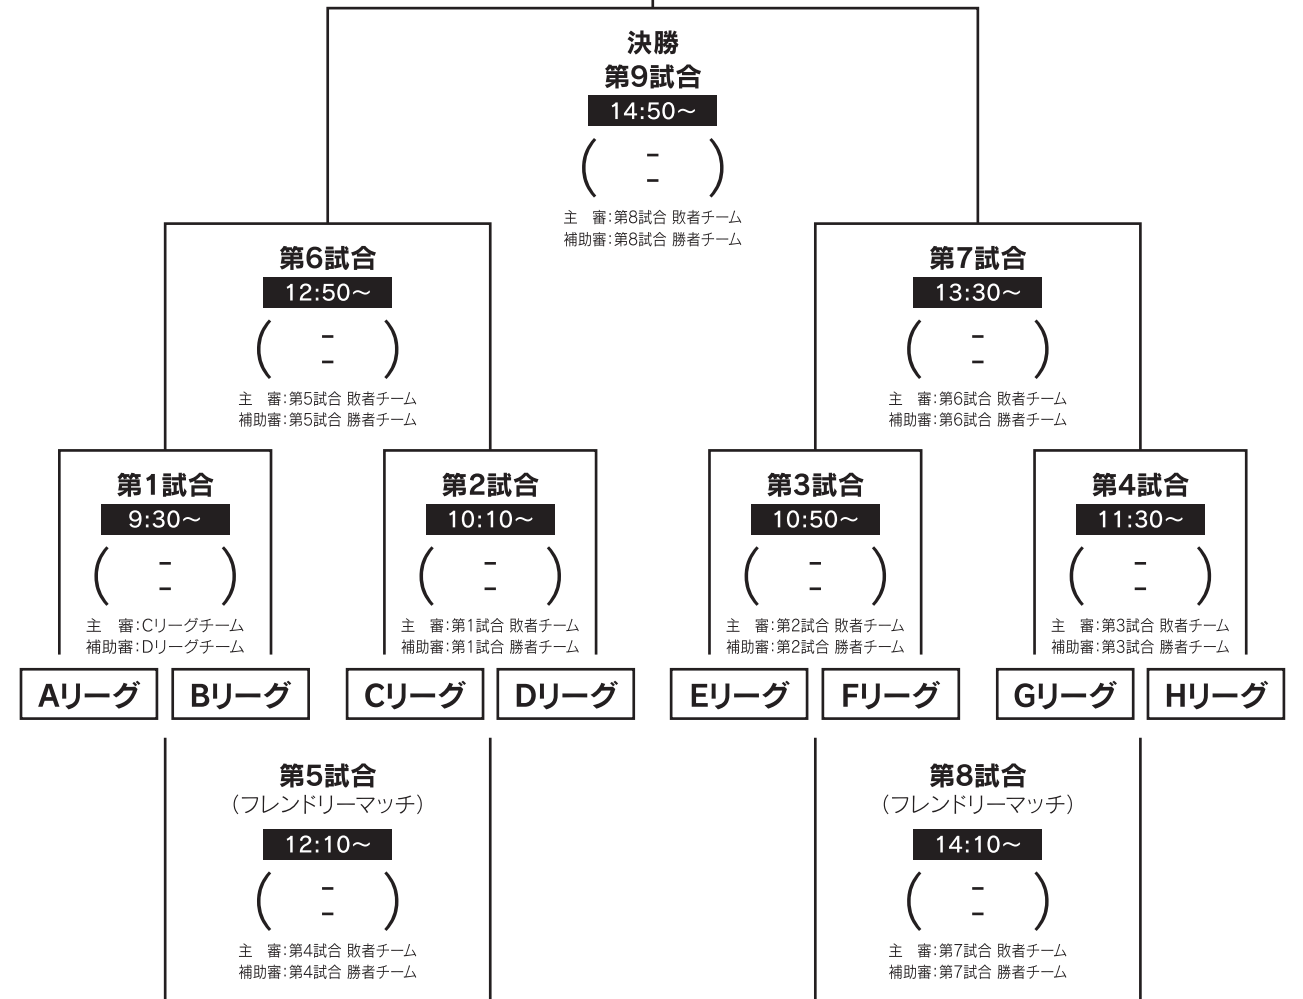 決勝
第9試合
14:50～
( - - )
主　審:第8試合 敗者チーム
補助審:第8試合 勝者チーム
第6試合
12:50～
( - - )
主　審:第5試合 敗者チーム
補助審:第5試合 勝者チーム
第7試合
13:30～
( - - )
主　審:第6試合 敗者チーム
補助審:第6試合 勝者チーム
第1試合
9:30～
( - - )
主　審:Cリーグチーム
補助審:Dリーグチーム
第2試合
10:10～
( - - )
主　審:第1試合 敗者チーム
補助審:第1試合 勝者チーム
第3試合
10:50～
( - - )
主　審:第2試合 敗者チーム
補助審:第2試合 勝者チーム
第4試合
11:30～
( - - )
主　審:第3試合 敗者チーム
補助審:第3試合 勝者チーム
Aリーグ
Bリーグ
Cリーグ
Dリーグ
Eリーグ
Fリーグ
Gリーグ
Hリーグ
第5試合
(フレンドリーマッチ)
12:10～
( - - )
主　審:第4試合 敗者チーム
補助審:第4試合 勝者チーム
第8試合
(フレンドリーマッチ)
14:10～
( - - )
主　審:第7試合 敗者チーム
補助審:第7試合 勝者チーム